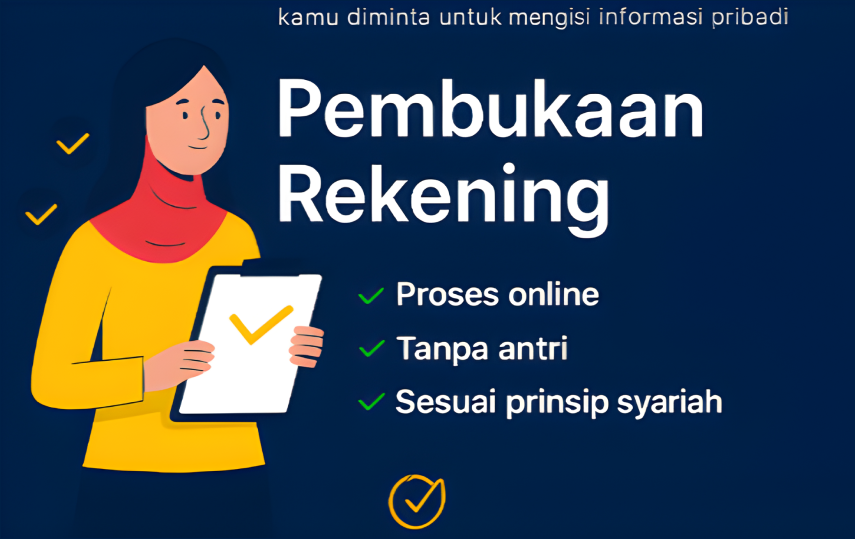 kamu diminta untuk mengisi informasi pribadi
Pembukaan
Rekening
Proses online
Tanpa antri
Sesuai prinsip syariah